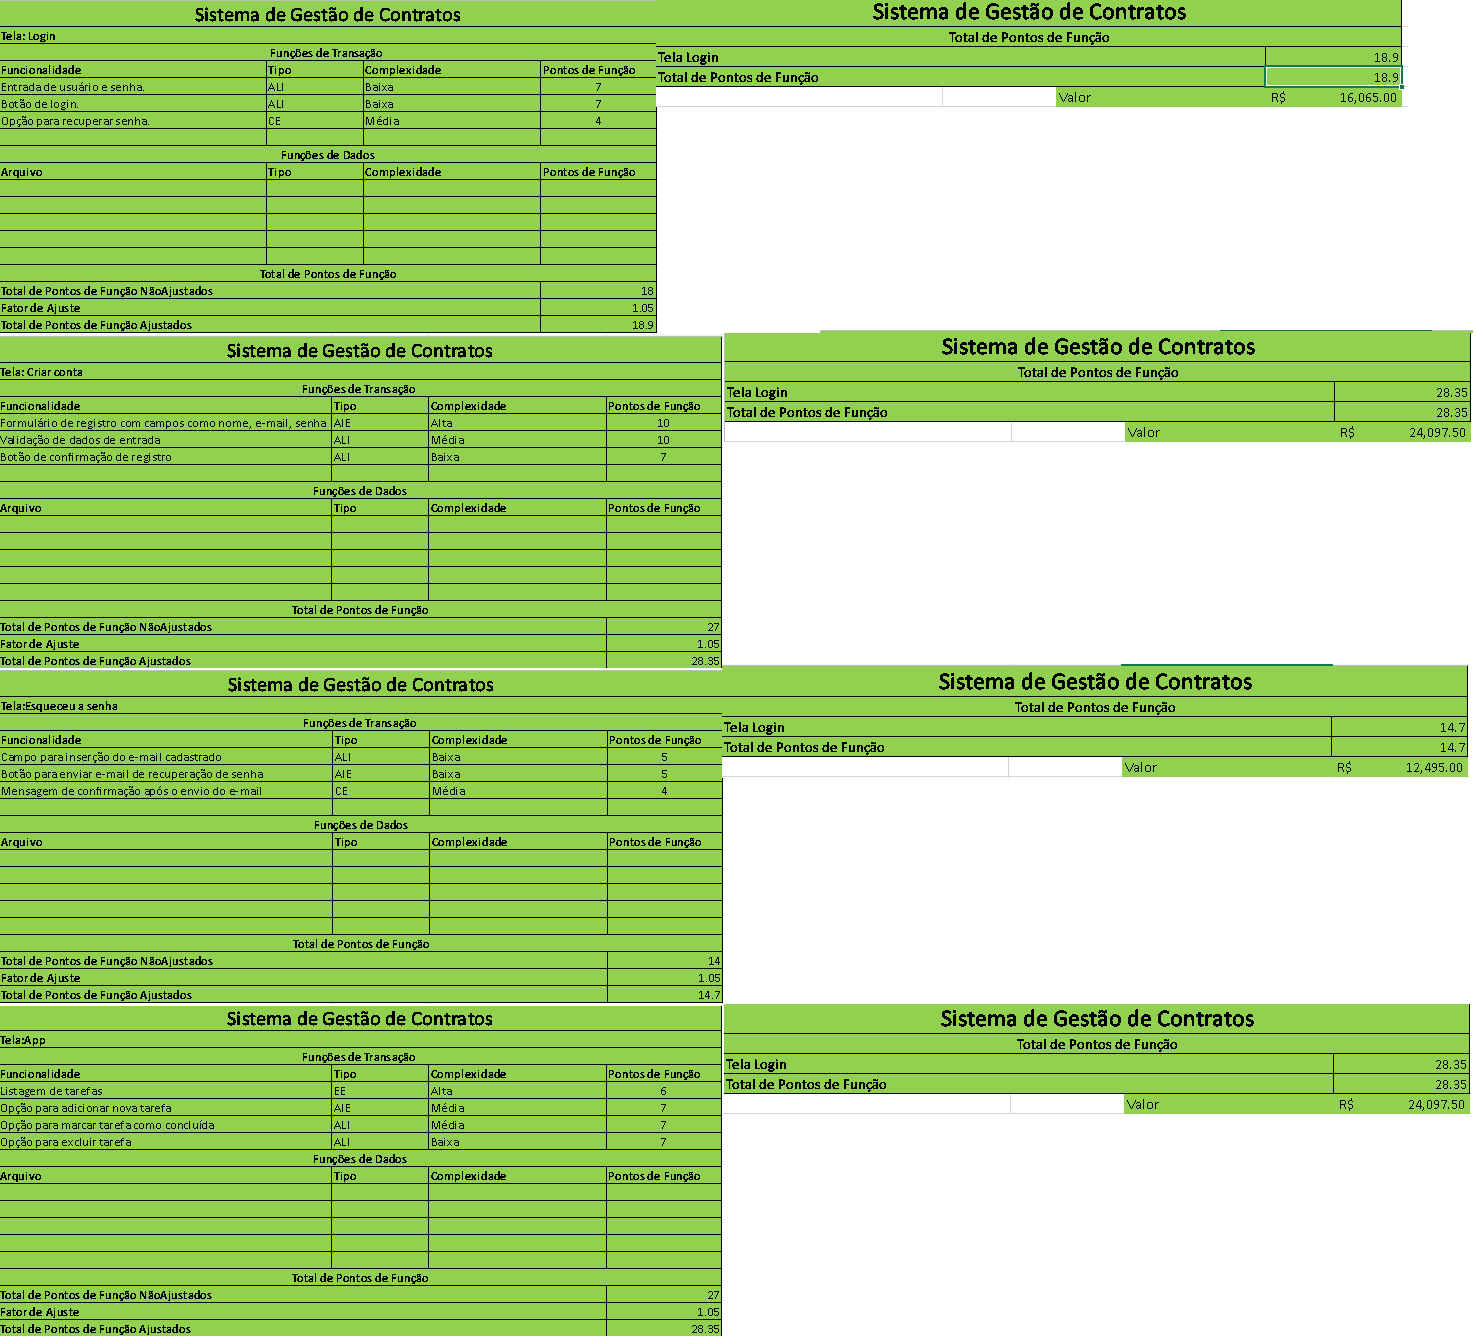 Sistema de Gestão de Contratos
Tela: Login
Funções de Transação
Funcionalidade Tipo Complexidade Pontos de Função
Entrada de usuário e senha. ALI Baixa 7
Botão de login. ALI Baixa 7
Opção para recuperar senha. CE Média 4
Funções de Dados
Arquivo Tipo Complexidade Pontos de Função
Total de Pontos de Função
Total de Pontos de Função NãoAjustados 18
Fator de Ajuste 1.05
Total de Pontos de Função Ajustados 18.9
Sistema de Gestão de Contratos
Total de Pontos de Função
Tela Login 18.9
Total de Pontos de Função 18.9
Valor R$ 16,065.00
Sistema de Gestão de Contratos
Tela: Criar conta
Funções de Transação
Funcionalidade Tipo Complexidade Pontos de Função
Formulário de registro com campos como nome, e-mail, senha AIE Alta 10
Validação de dados de entrada ALI Média 10
Botão de confirmação de registro ALI Baixa 7
Funções de Dados
Arquivo Tipo Complexidade Pontos de Função
Total de Pontos de Função
Total de Pontos de Função NãoAjustados 27
Fator de Ajuste 1.05
Total de Pontos de Função Ajustados 28.35
Sistema de Gestão de Contratos
Total de Pontos de Função
Tela Login 28.35
Total de Pontos de Função 28.35
Valor R$ 24,097.50
Sistema de Gestão de Contratos
Tela:Esqueceu a senha
Funções de Transação
Funcionalidade Tipo Complexidade Pontos de Função
Campo para inserção do e-mail cadastrado ALI Baixa 5
Botão para enviar e-mail de recuperação de senha AIE Baixa 5
Mensagem de confirmação após o envio do e-mail CE Média 4
Funções de Dados
Arquivo Tipo Complexidade Pontos de Função
Total de Pontos de Função
Total de Pontos de Função NãoAjustados 14
Fator de Ajuste 1.05
Total de Pontos de Função Ajustados 14.7
Sistema de Gestão de Contratos
Total de Pontos de Função
Tela Login 14.7
Total de Pontos de Função 14.7
Valor R$ 12,495.00
Sistema de Gestão de Contratos
Tela:App
Funções de Transação
Funcionalidade Tipo Complexidade Pontos de Função
Listagem de tarefas EE Alta 6
Opção para adicionar nova tarefa AIE Média 7
Opção para marcar tarefa como concluída ALI Média 7
Opção para excluir tarefa ALI Baixa 7
Funções de Dados
Arquivo Tipo Complexidade Pontos de Função
Total de Pontos de Função
Total de Pontos de Função NãoAjustados 27
Fator de Ajuste 1.05
Total de Pontos de Função Ajustados 28.35
Sistema de Gestão de Contratos
Total de Pontos de Função
Tela Login 28.35
Total de Pontos de Função 28.35
Valor R$ 24,097.50